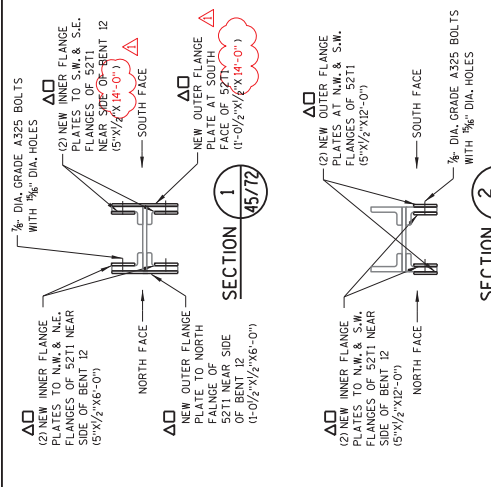 7/8" DIA. GRADE A325 BOLTS
WITH 15/16" DIA. HOLES
(2) NEW INNER FLANGE
PLATES TO N.W. & N.E.
FLANGES OF 52T1 NEAR
SIDE OF BENT 12
(5"X1/2"X6'-0")
(2) NEW INNER FLANGE
PLATES TO S.W. & S.E.
FLANGES OF 52T1
NEAR SIDE OF BENT 12
(5"X1/2"X14'-0")
1
NORTH FACE
SOUTH FACE
NEW OUTER FLANGE
PLATE TO NORTH
FALNGE OF
52T1 NEAR SIDE
OF BENT 12
(1'-0 1/2"X1/2"X6'-0")
NEW OUTER FLANGE
PLATE AT SOUTH
FACE OF 52T1
(1'-0 1/2"X1/2"X14'-0")
1
SECTION 1
45/72
(2) NEW INNER FLANGE
PLATES TO N.W. & S.W.
FLANGES OF 52T1 NEAR
SIDE OF BENT 12
(5"X1/2"X12'-0")
(2) NEW OUTER FLANGE
PLATES AT N.W. & S.W.
FLANGES OF 52T1
(5"X1/2"X12'-0")
NORTH FACE
SOUTH FACE
7/8" DIA. GRADE A325 BOLTS
WITH 15/16" DIA. HOLES
SECTION 2